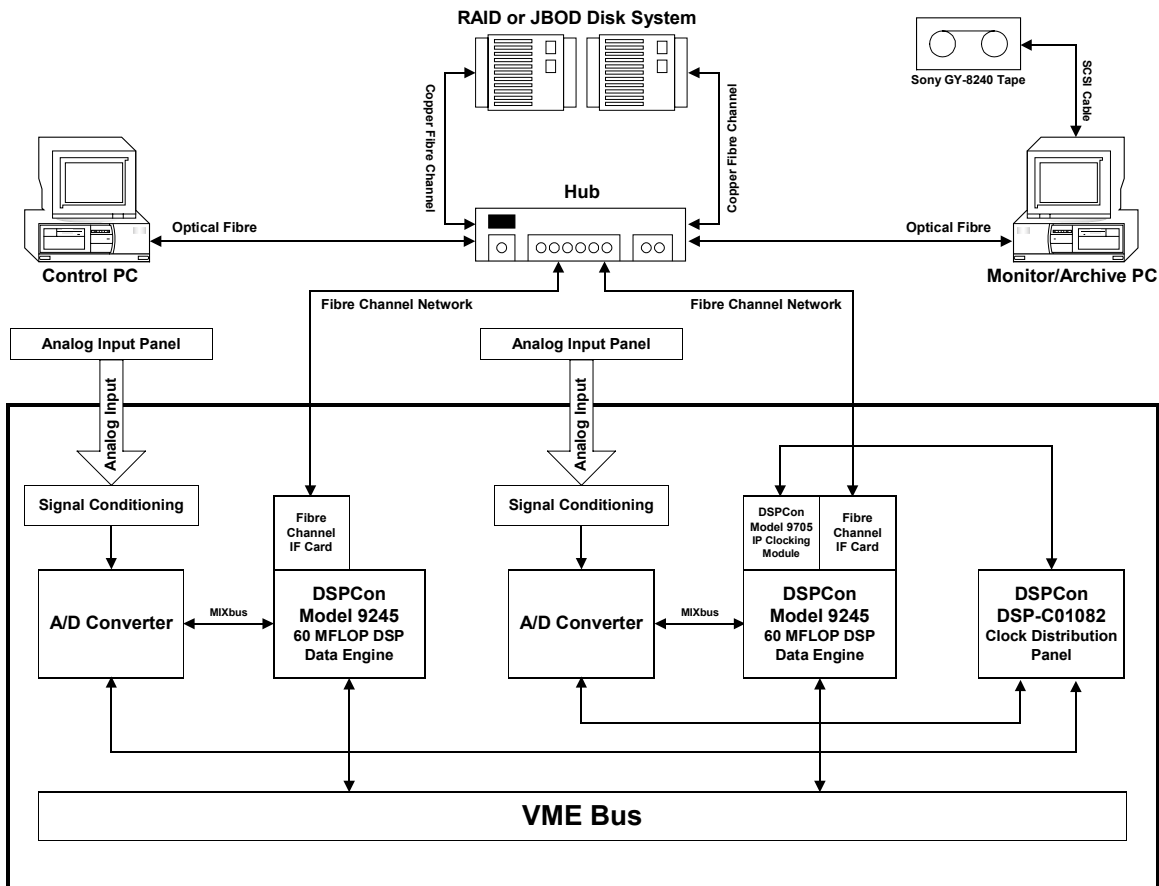 RAID or JBOD Disk System
Sony GY-8240 Tape
SCSI Cable
Copper Fibre Channel
Copper Fibre Channel
Hub
Optical Fibre
Optical Fibre
Control PC
Monitor/Archive PC
Fibre Channel Network
Fibre Channel Network
Analog Input Panel
Analog Input Panel
Analog Input
Analog Input
Signal Conditioning
Fibre
Channel
IF Card
Signal Conditioning
DSPCon
Model 9705
IP Clocking
Module
Fibre
Channel
IF Card
A/D Converter
MIXbus
DSPCon
Model 9245
60 MFLOP DSP
Data Engine
A/D Converter
MIXbus
DSPCon
Model 9245
60 MFLOP DSP
Data Engine
DSPCon
DSP-C01082
Clock Distribution
Panel
VME Bus